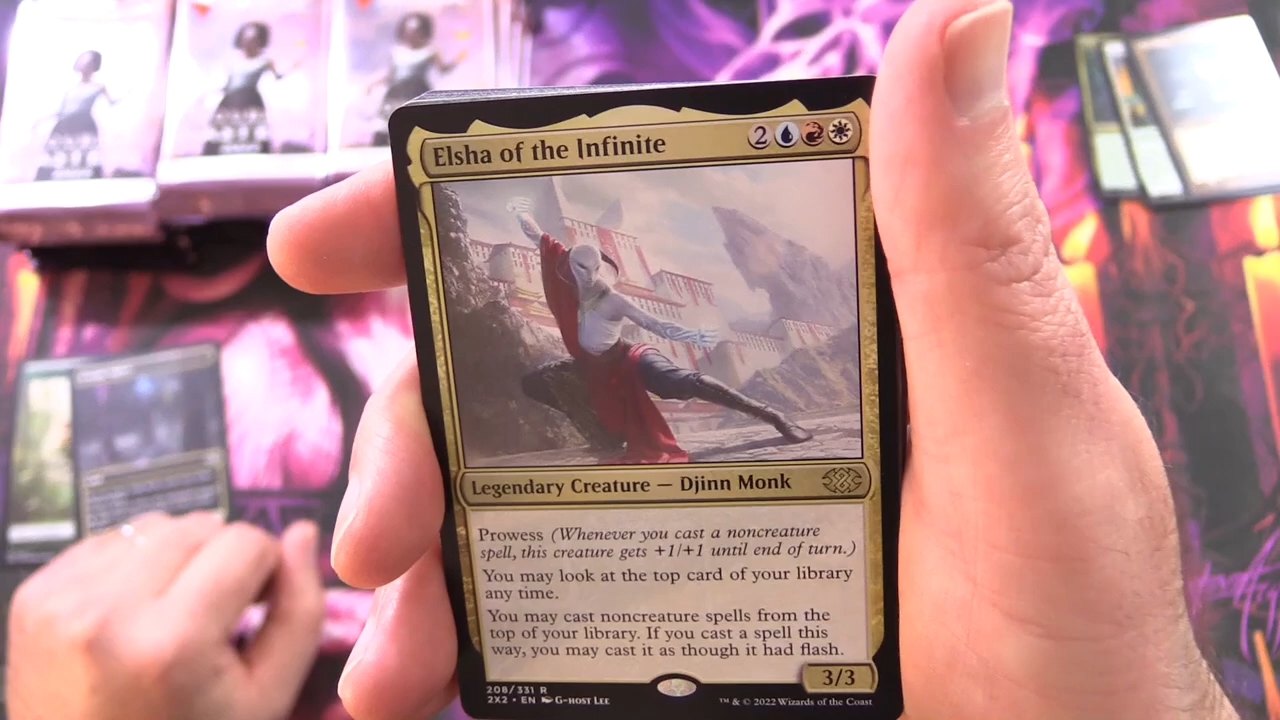 Elsha of the Infinite 2
Legendary Creature — Djinn Monk
Prowess (Whenever you cast a noncreature
spell, this creature gets +1/+1 until end of turn.)
You may look at the top card of your library
any time.
You may cast noncreature spells from the
top of your library. If you cast a spell this
way, you may cast it as though it had flash.
3/3
208/331 R
2X2 • EN G-host Lee
™ & © 2022 Wizards of the Coast